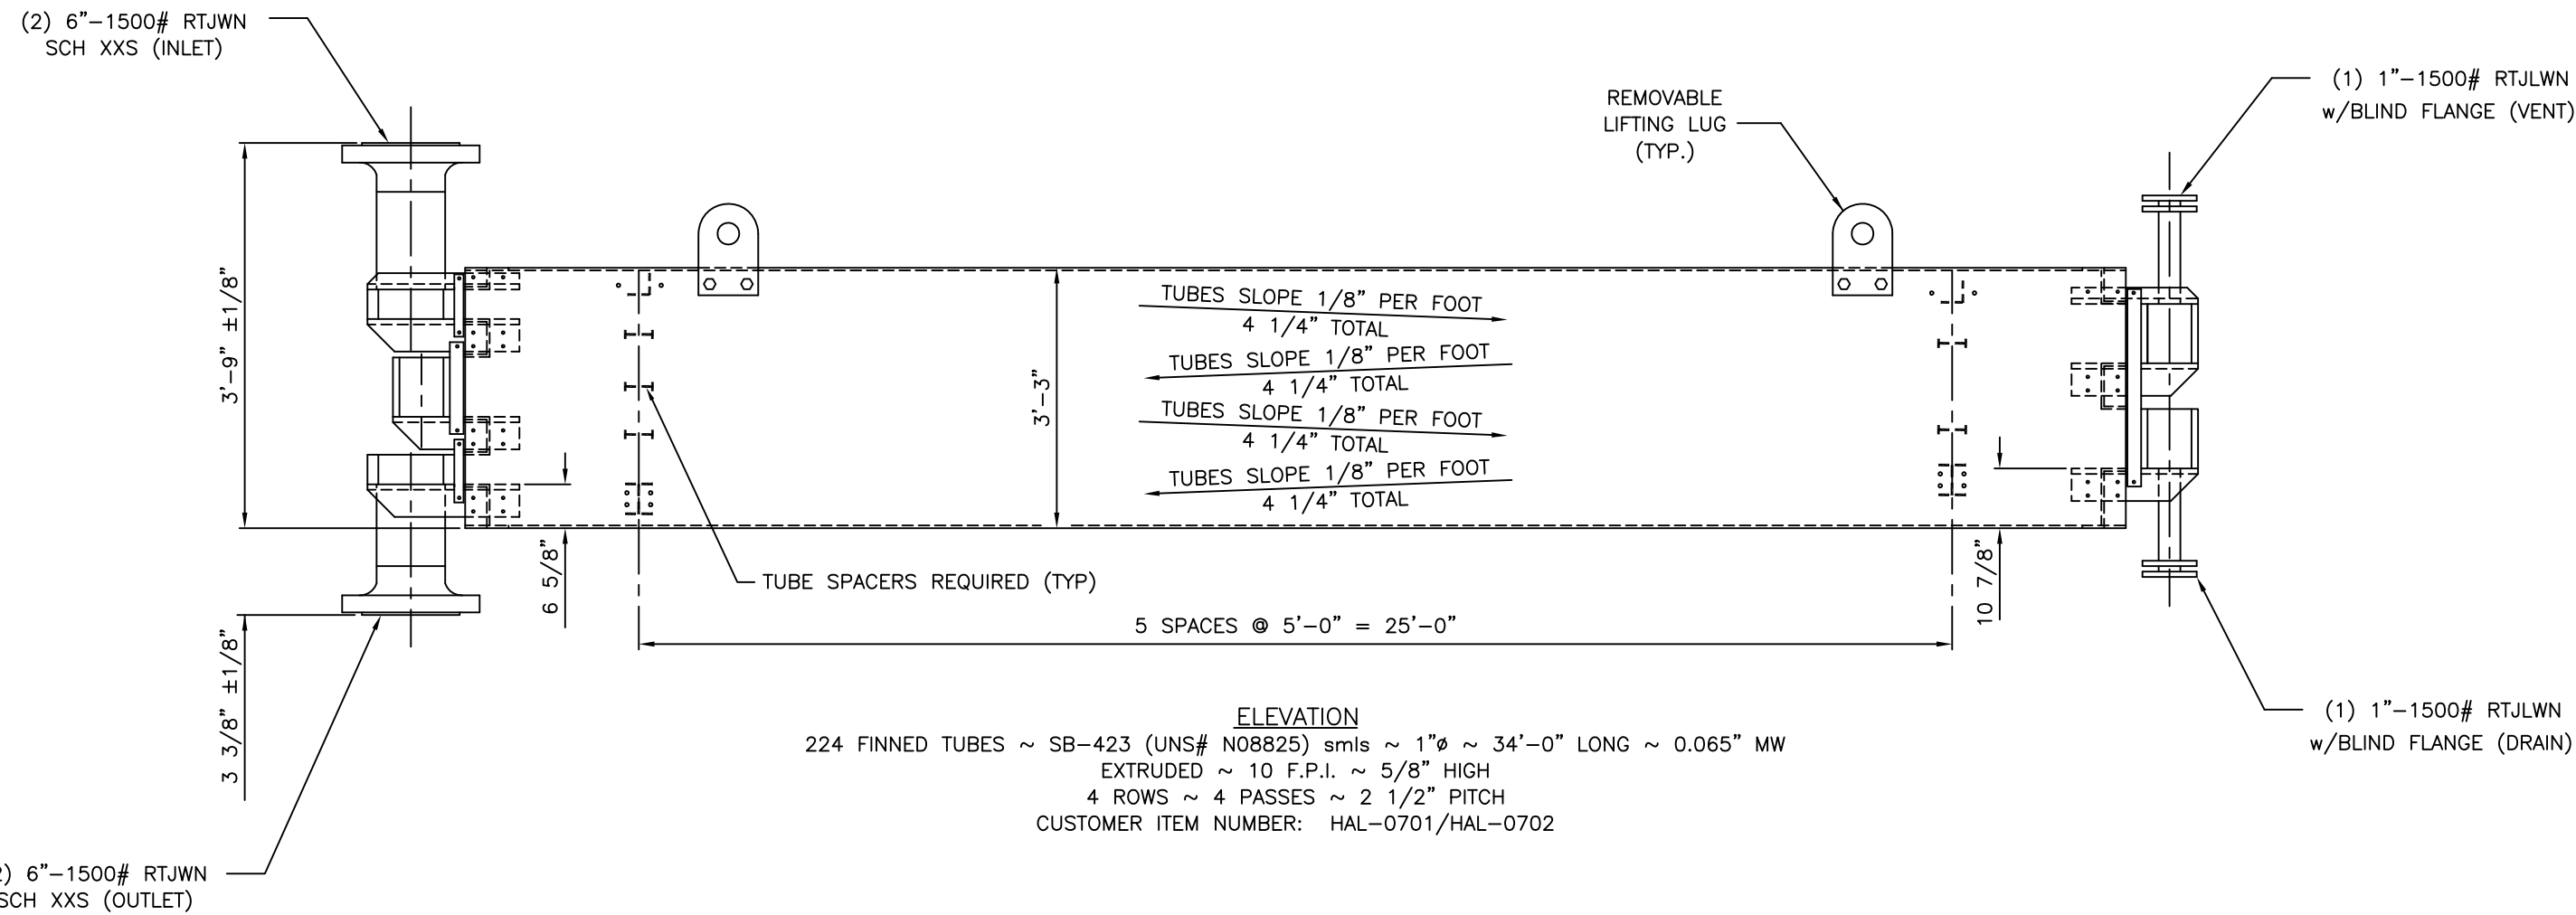 (2) 6"-1500# RTJWN
SCH XXS (INLET)
(1) 1"-1500# RTJLWN
w/BLIND FLANGE (VENT)
REMOVABLE
LIFTING LUG
(TYP.)
3'-9" ±1/8"
3'-3"
TUBES SLOPE 1/8" PER FOOT
4 1/4" TOTAL
TUBES SLOPE 1/8" PER FOOT
4 1/4" TOTAL
TUBES SLOPE 1/8" PER FOOT
4 1/4" TOTAL
TUBES SLOPE 1/8" PER FOOT
4 1/4" TOTAL
6 5/8"
TUBE SPACERS REQUIRED (TYP)
10 7/8"
5 SPACES @ 5'-0" = 25'-0"
3 3/8" ±1/8"
ELEVATION
224 FINNED TUBES ~ SB-423 (UNS# N08825) smls ~ 1"ø ~ 34'-0" LONG ~ 0.065" MW
EXTRUDED ~ 10 F.P.I. ~ 5/8" HIGH
4 ROWS ~ 4 PASSES ~ 2 1/2" PITCH
CUSTOMER ITEM NUMBER: HAL-0701/HAL-0702
(1) 1"-1500# RTJLWN
w/BLIND FLANGE (DRAIN)
2) 6"-1500# RTJWN
SCH XXS (OUTLET)